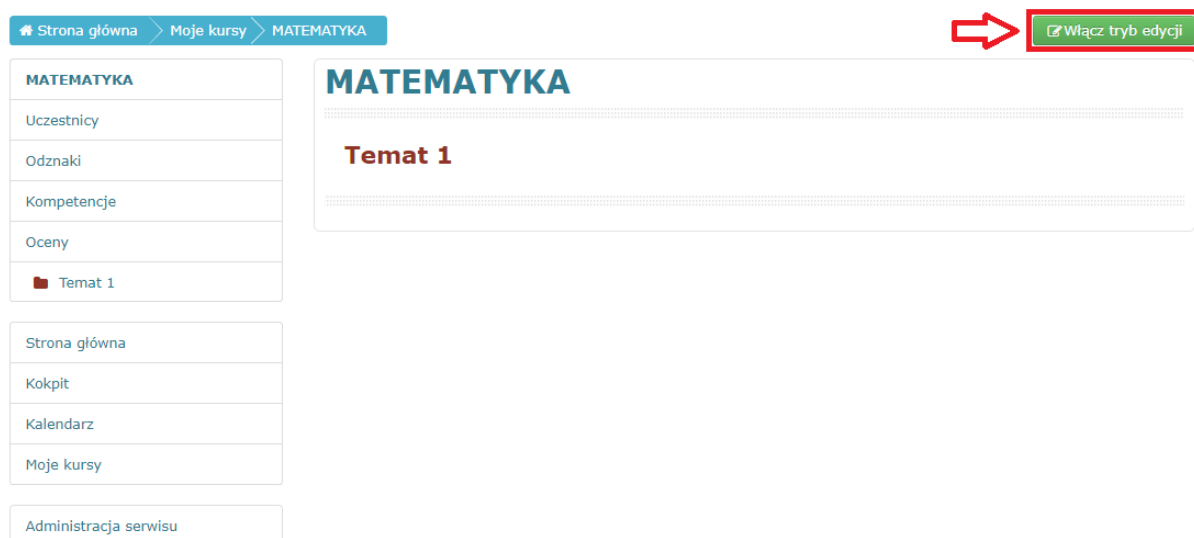 Strona główna Moje kursy MATEMATYKA
Włącz tryb edycji
MATEMATYKA
Uczestnicy
Odznaki
Kompetencje
Oceny
Temat 1
Strona główna
Kokpit
Kalendarz
Moje kursy
Administracja serwisu
MATEMATYKA
Temat 1